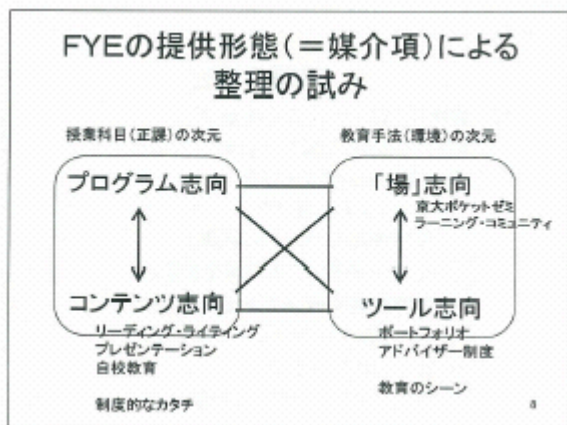 FYEの提供形態(=媒介項)による
整理の試み
授業科目(正課)の次元
教育手法(環境)の次元
プログラム志向
「場」志向
京大ポケットゼミ
ラーニング・コミュニティ
コンテンツ志向
リーディング・ライティング
プレゼンテーション
自校教育
制度的なカタチ
ツール志向
ポートフォリオ
アドバイザー制度
教育のシーン
8